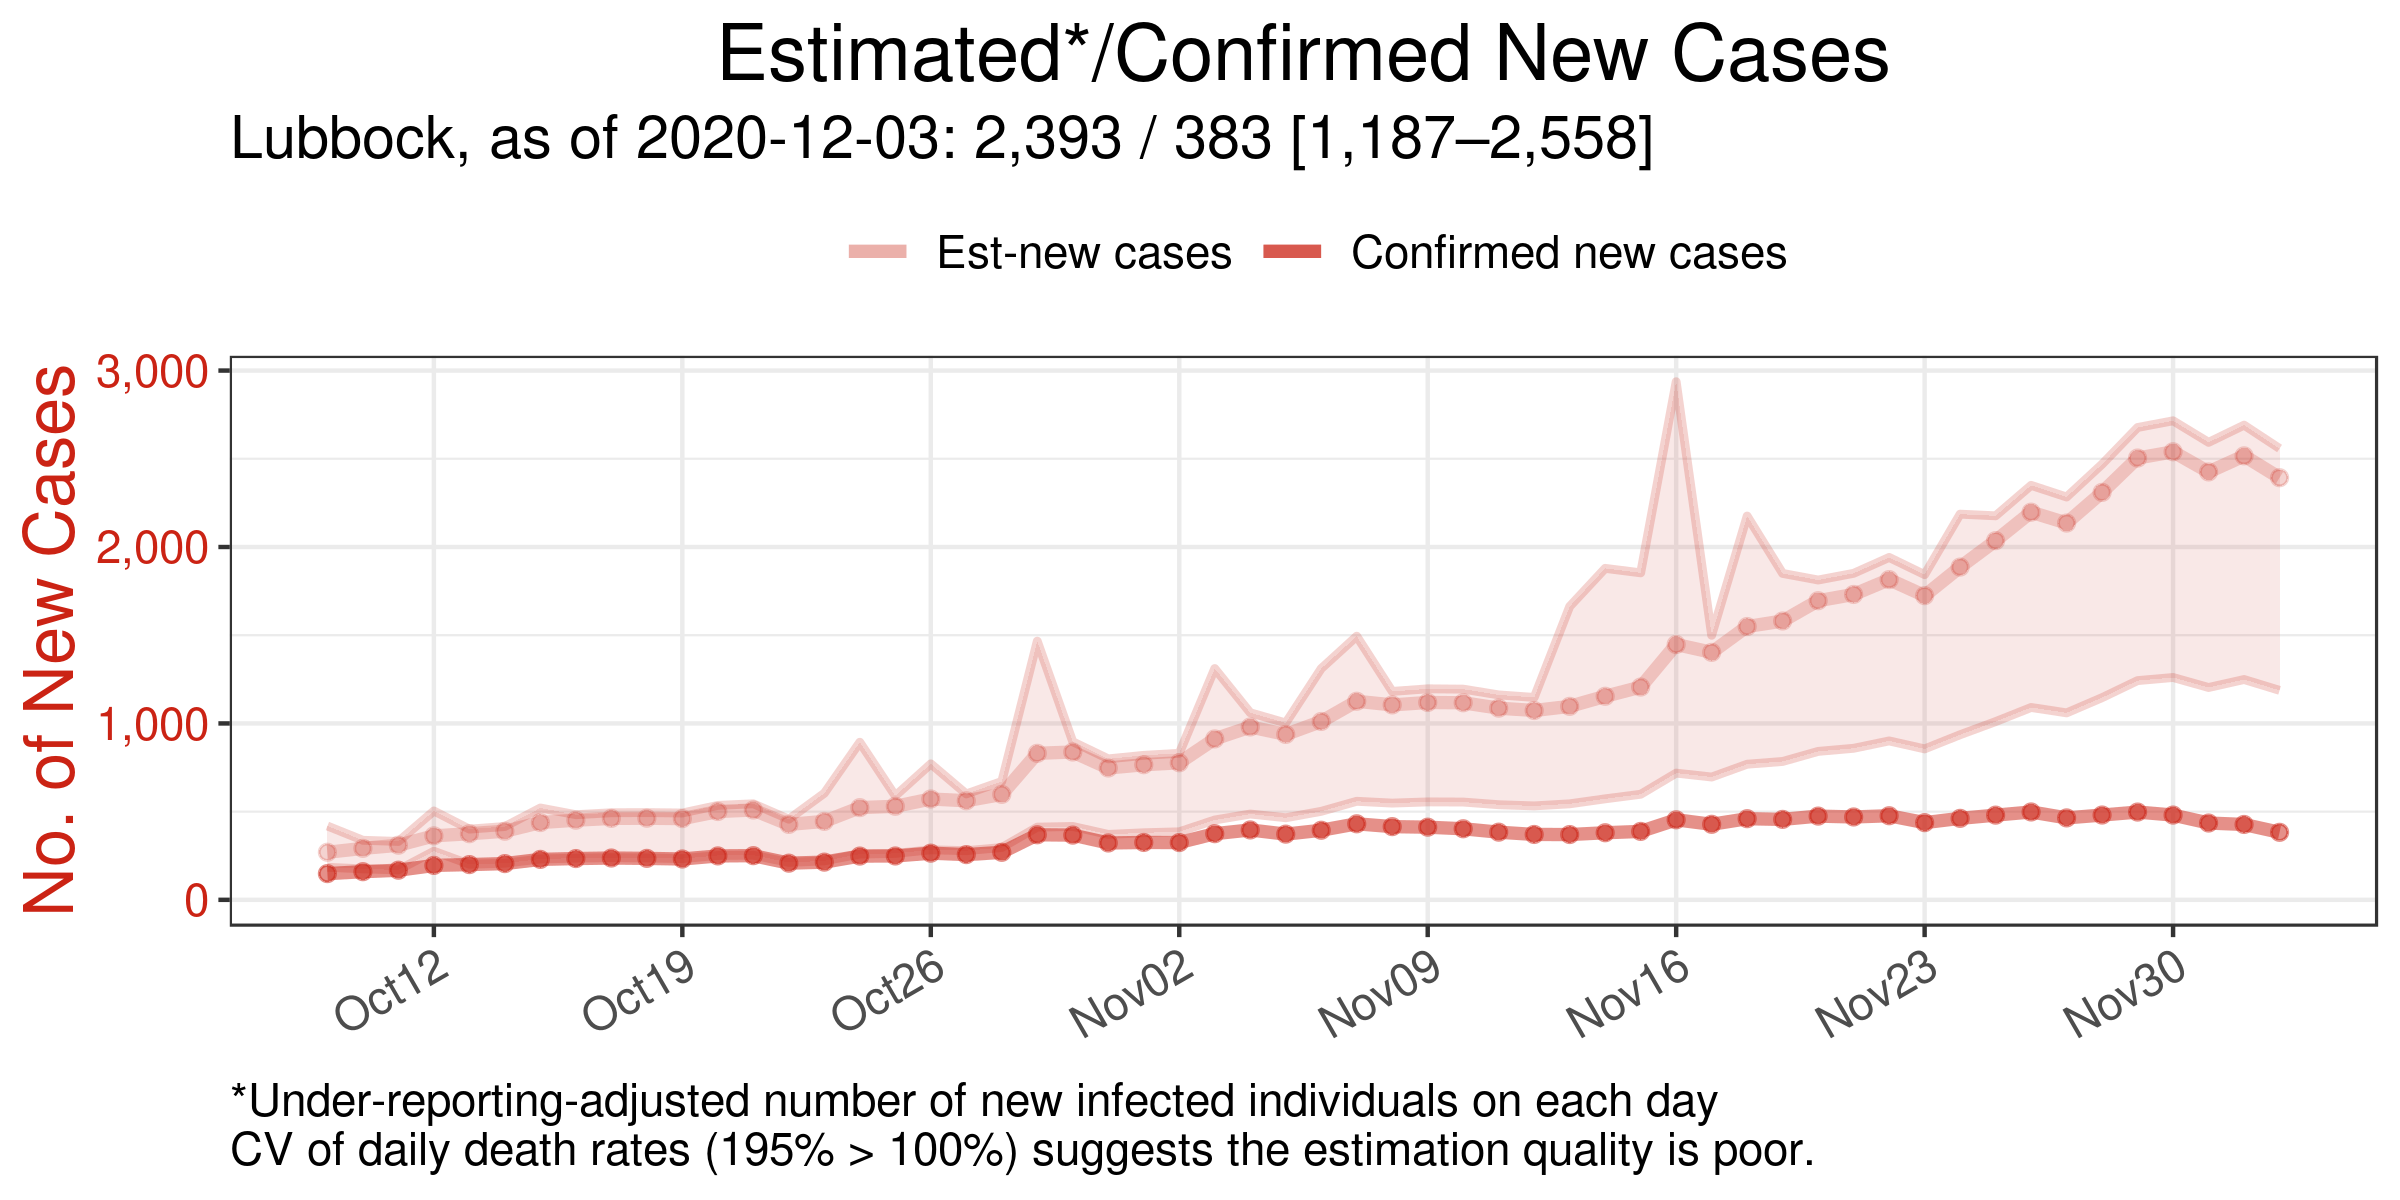 Estimated*/Confirmed New Cases
Lubbock, as of 2020-12-03: 2,393 / 383 [1,187–2,558]
Est-new cases
Confirmed new cases
No. of New Cases
3,000
2,000
1,000
0
Oct12
Oct19
Oct26
Nov02
Nov09
Nov16
Nov23
Nov30
*Under-reporting-adjusted number of new infected individuals on each day
CV of daily death rates (195% > 100%) suggests the estimation quality is poor.